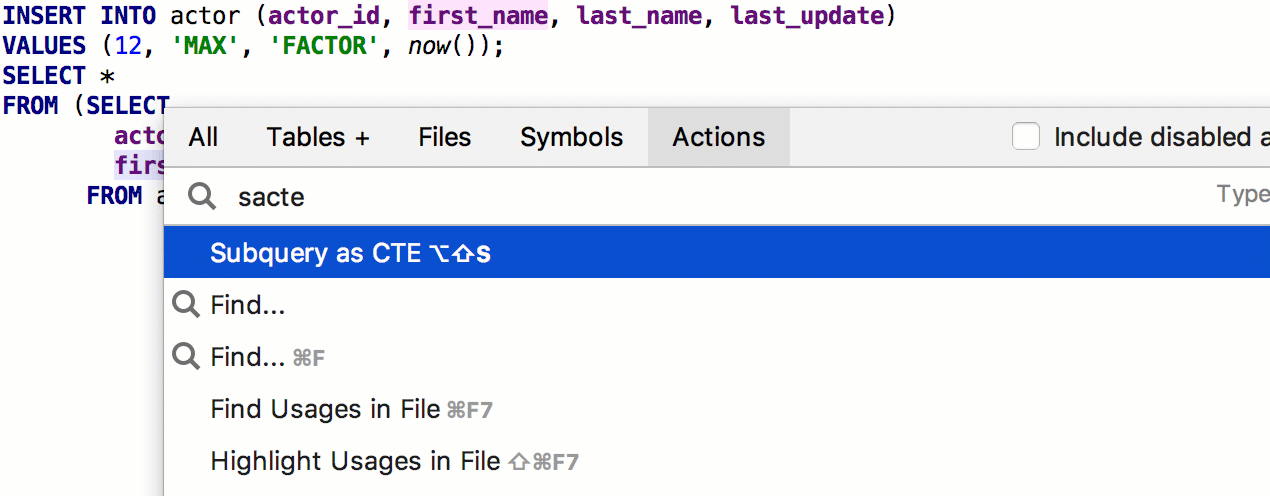 INSERT INTO actor (actor_id, first_name, last_name, last_update)
VALUES (12, 'MAX', 'FACTOR', now());
SELECT *
FROM (SELECT
All Tables + Files Symbols Actions Include disabled
sacte Type
FROM
Subquery as CTE ⌥⇧S
Find...
Find... ⌘F
Find Usages in File ⌘F7
Highlight Usages in File ⇧⌘F7